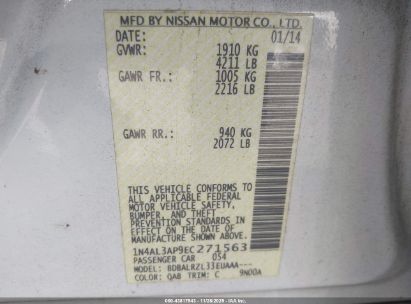 MFD BY NISSAN MOTOR CO., LTD.
DATE: 01/14
GVWR: 1910 KG
4211 LB
GAWR FR.: 1005 KG
2216 LB
GAWR RR.: 940 KG
2072 LB
THIS VEHICLE CONFORMS TO
ALL APPLICABLE FEDERAL
MOTOR VEHICLE SAFETY,
BUMPER, AND THEFT
PREVENTION STANDARDS IN
EFFECT ON THE DATE OF
MANUFACTURE SHOWN ABOVE.
1N4AL3AP9EC271563
PASSENGER CAR 054
MODEL: BDBALRZL33EUAAA---
COLOR: QAB TRIM: C 9N00A